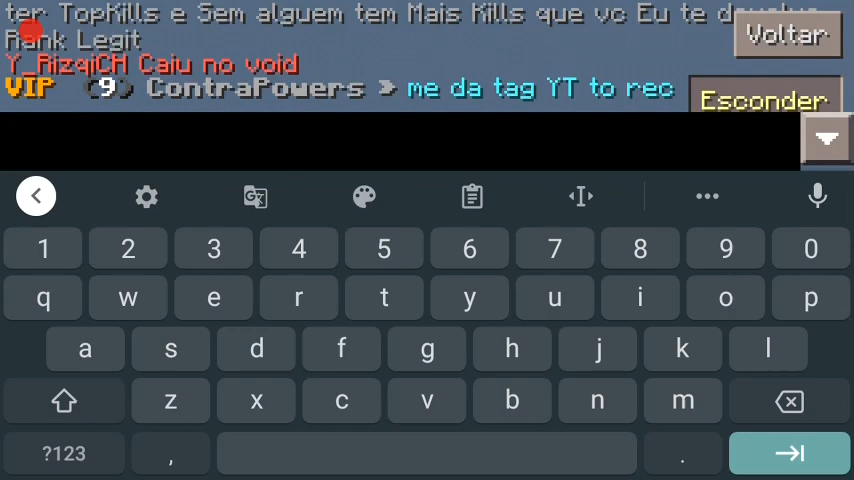 ter TopKills e Sem alguem tem Mais Kills que vc Eu te devolvo
Rank Legit
Y_RizqiCH Caiu no void
VIP (9) ContraPowers » me da tag YT to rec
Voltar
Esconder
1 2 3 4 5 6 7 8 9 0
q w e r t y u i o p
a s d f g h j k l
z x c v b n m
?123 , .